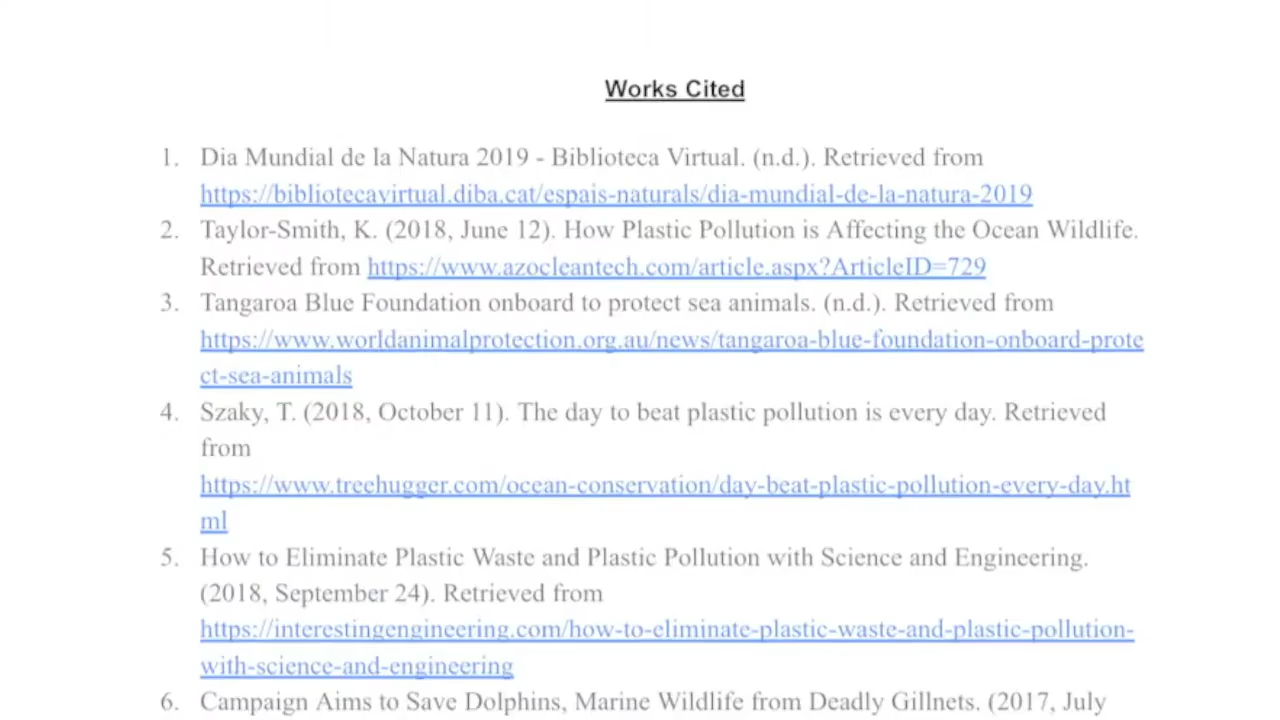 Works Cited
1. Dia Mundial de la Natura 2019 - Biblioteca Virtual. (n.d.). Retrieved from
https://bibliotecavirtual.diba.cat/espais-naturals/dia-mundial-de-la-natura-2019
2. Taylor-Smith, K. (2018, June 12). How Plastic Pollution is Affecting the Ocean Wildlife.
Retrieved from https://www.azocleantech.com/article.aspx?ArticleID=729
3. Tangaroa Blue Foundation onboard to protect sea animals. (n.d.). Retrieved from
https://www.worldanimalprotection.org.au/news/tangaroa-blue-foundation-onboard-prote
ct-sea-animals
4. Szaky, T. (2018, October 11). The day to beat plastic pollution is every day. Retrieved
from
https://www.treehugger.com/ocean-conservation/day-beat-plastic-pollution-every-day.ht
ml
5. How to Eliminate Plastic Waste and Plastic Pollution with Science and Engineering.
(2018, September 24). Retrieved from
https://interestingengineering.com/how-to-eliminate-plastic-waste-and-plastic-pollution-
with-science-and-engineering
6. Campaign Aims to Save Dolphins, Marine Wildlife from Deadly Gillnets. (2017, July